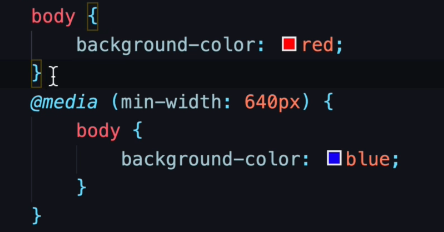 body {
    background-color: red;
}
@media (min-width: 640px) {
    body {
        background-color: blue;
    }
}